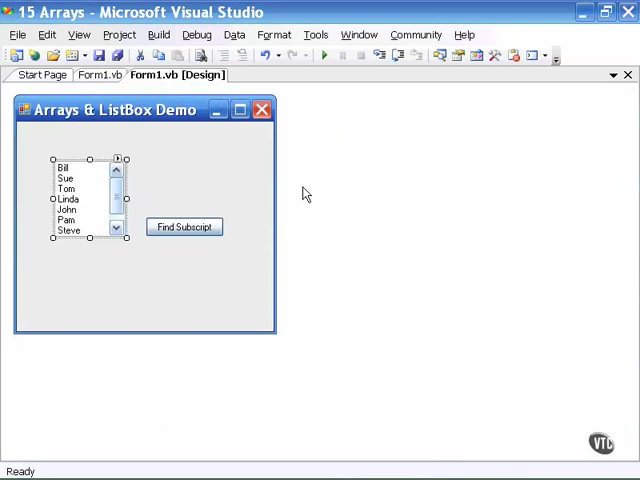 15 Arrays - Microsoft Visual Studio
File Edit View Project Build Debug Data Format Tools Window Community Help
Start Page Form1.vb Form1.vb [Design]
Arrays & ListBox Demo
Bill
Sue
Tom
Linda
John
Pam
Steve
Find Subscript
VTC
Ready